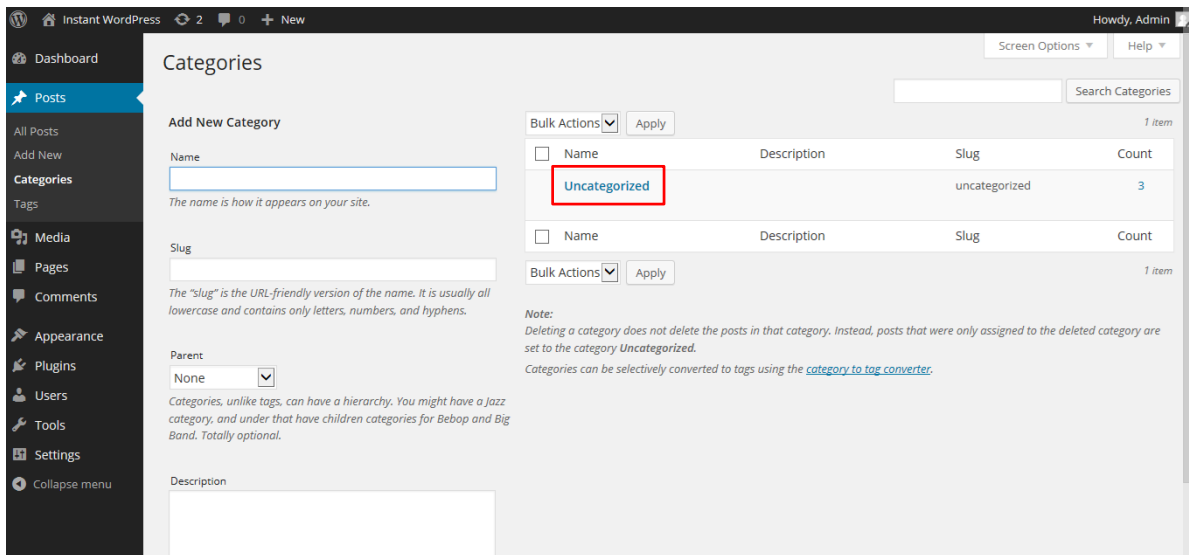 Instant WordPress 2 0 + New Howdy, Admin
Screen Options Help
Dashboard
Posts
All Posts
Add New
Categories
Tags
Media
Pages
Comments
Appearance
Plugins
Users
Tools
Settings
Collapse menu
Categories
Search Categories
Add New Category
Name
The name is how it appears on your site.
Slug
The “slug” is the URL-friendly version of the name. It is usually all
lowercase and contains only letters, numbers, and hyphens.
Parent
None
Categories, unlike tags, can have a hierarchy. You might have a Jazz
category, and under that have children categories for Bebop and Big
Band. Totally optional.
Description
Bulk Actions Apply 1 item
Name Description Slug Count
Uncategorized uncategorized 3
Name Description Slug Count
Bulk Actions Apply 1 item
Note:
Deleting a category does not delete the posts in that category. Instead, posts that were only assigned to the deleted category are
set to the category Uncategorized.
Categories can be selectively converted to tags using the category to tag converter.